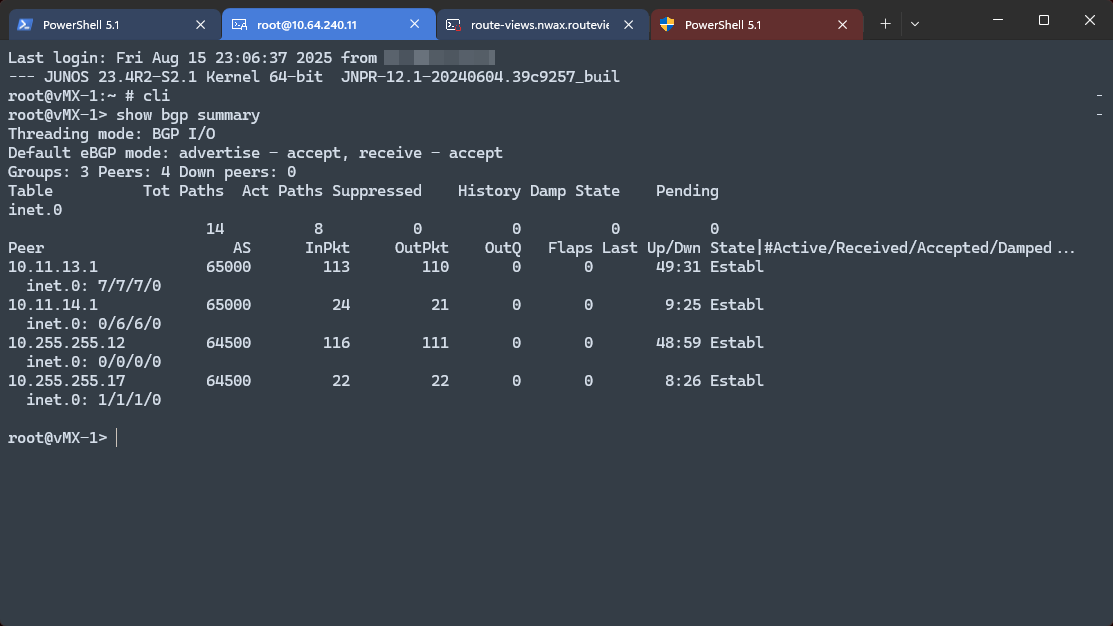 PowerShell 5.1 root@10.64.240.11 route-views.nwax.routevie PowerShell 5.1
Last login: Fri Aug 15 23:06:37 2025 from
--- JUNOS 23.4R2-S2.1 Kernel 64-bit  JNPR-12.1-20240604.39c9257_buil
root@vMX-1:~ # cli
root@vMX-1> show bgp summary
Threading mode: BGP I/O
Default eBGP mode: advertise - accept, receive - accept
Groups: 3 Peers: 4 Down peers: 0
Table          Tot Paths  Act Paths Suppressed    History Damp State    Pending
inet.0
                      14          8          0          0          0          0
Peer                     AS      InPkt     OutPkt    OutQ   Flaps Last Up/Dwn State|#Active/Received/Accepted/Damped...
10.11.13.1            65000        113        110       0       0       49:31 Establ
  inet.0: 7/7/7/0
10.11.14.1            65000         24         21       0       0        9:25 Establ
  inet.0: 0/6/6/0
10.255.255.12         64500        116        111       0       0       48:59 Establ
  inet.0: 0/0/0/0
10.255.255.17         64500         22         22       0       0        8:26 Establ
  inet.0: 1/1/1/0
root@vMX-1>